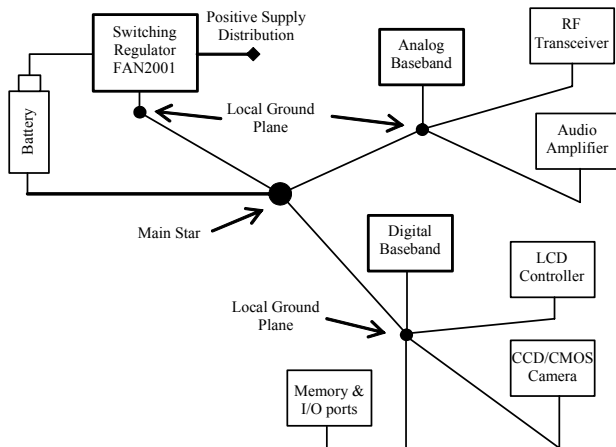 Switching
Regulator
FAN2001
Positive Supply
Distribution
Battery
Local Ground
Plane
Analog
Baseband
RF
Transceiver
Audio
Amplifier
Main Star
Digital
Baseband
LCD
Controller
Local Ground
Plane
CCD/CMOS
Camera
Memory &
I/O ports